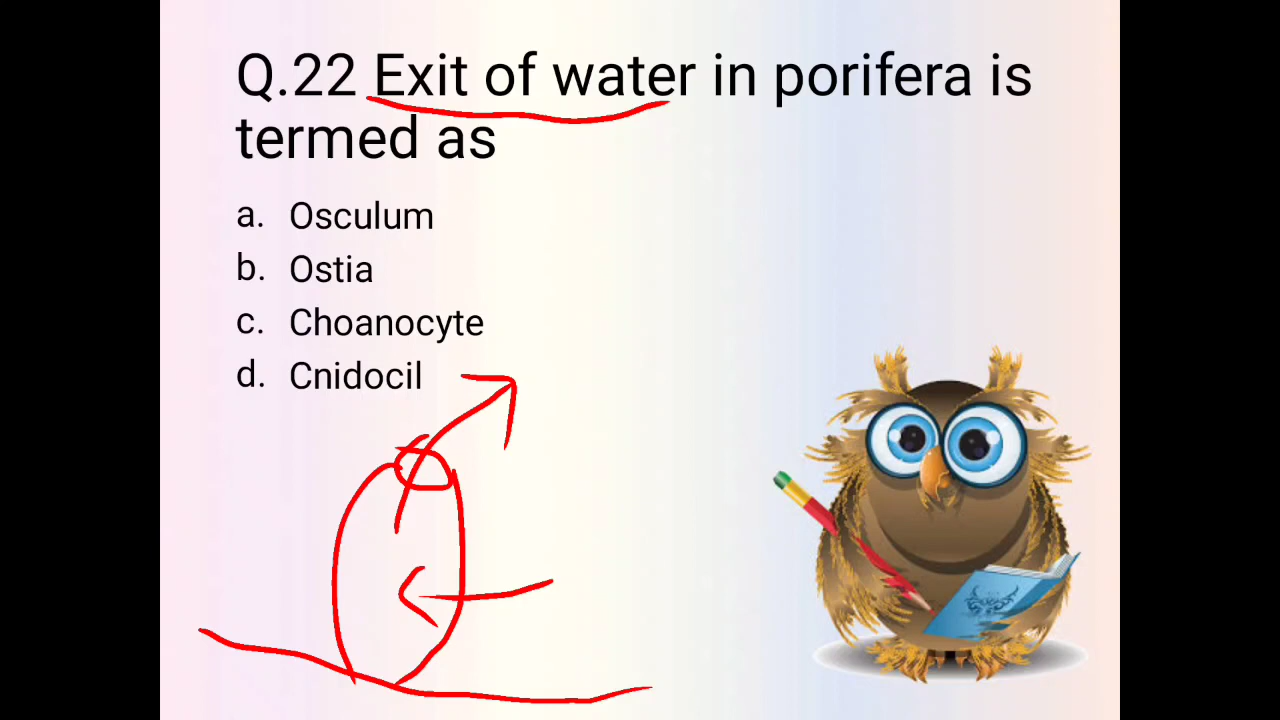 Q.22 Exit of water in porifera is
termed as
a. Osculum
b. Ostia
c. Choanocyte
d. Cnidocil